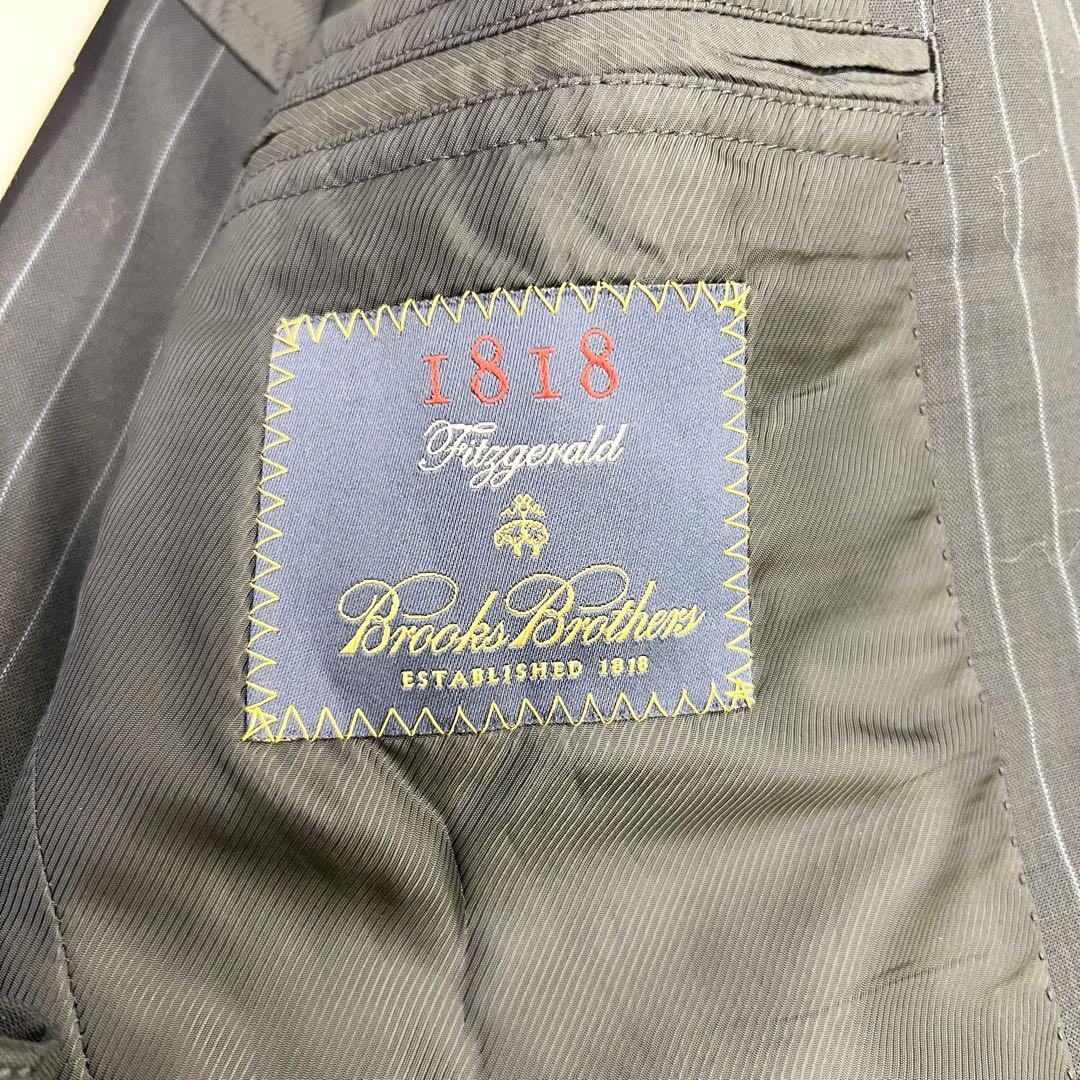 1818
Fitzgerald
Brooks Brothers
ESTABLISHED 1818